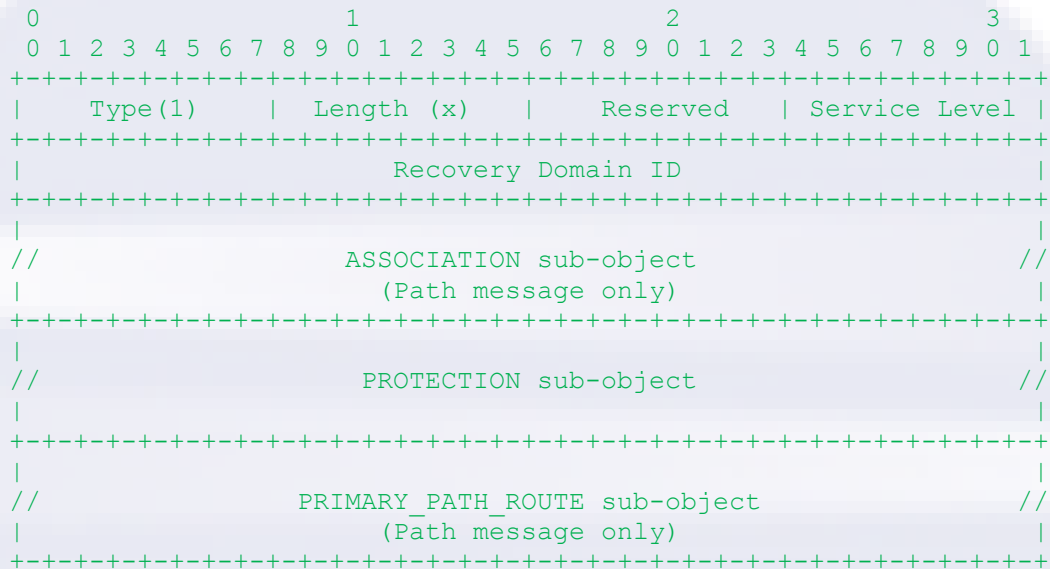 0                   1                   2                   3
 0 1 2 3 4 5 6 7 8 9 0 1 2 3 4 5 6 7 8 9 0 1 2 3 4 5 6 7 8 9 0 1
+-+-+-+-+-+-+-+-+-+-+-+-+-+-+-+-+-+-+-+-+-+-+-+-+-+-+-+-+-+-+-+-+
|    Type(1)    |  Length (x)   |    Reserved   | Service Level |
+-+-+-+-+-+-+-+-+-+-+-+-+-+-+-+-+-+-+-+-+-+-+-+-+-+-+-+-+-+-+-+-+
|                       Recovery Domain ID                      |
+-+-+-+-+-+-+-+-+-+-+-+-+-+-+-+-+-+-+-+-+-+-+-+-+-+-+-+-+-+-+-+-+
|                                                               |
//                   ASSOCIATION sub-object                    //
|                      (Path message only)                      |
+-+-+-+-+-+-+-+-+-+-+-+-+-+-+-+-+-+-+-+-+-+-+-+-+-+-+-+-+-+-+-+-+
|                                                               |
//                    PROTECTION sub-object                    //
|                                                               |
+-+-+-+-+-+-+-+-+-+-+-+-+-+-+-+-+-+-+-+-+-+-+-+-+-+-+-+-+-+-+-+-+
|                                                               |
//                PRIMARY_PATH_ROUTE sub-object                //
|                      (Path message only)                      |
+-+-+-+-+-+-+-+-+-+-+-+-+-+-+-+-+-+-+-+-+-+-+-+-+-+-+-+-+-+-+-+-+